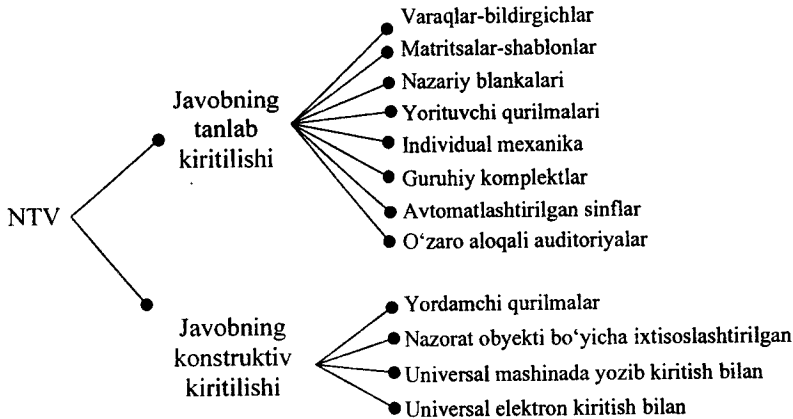 Varaqlar-bildirgichlar
Matritsalar-shablonlar
Nazariy blankalari
Yorituvchi qurilmalari
Individual mexanika
Guruhiy komplektlar
Avtomatlashtirilgan sinflar
O‘zaro aloqali auditoriyalar
Javobning
tanlab
kiritilishi
NTV
Javobning
konstruktiv
kiritilishi
Yordamchi qurilmalar
Nazorat obyekti bo‘yicha ixtisoslashtirilgan
Universal mashinada yozib kiritish bilan
Universal elektron kiritish bilan